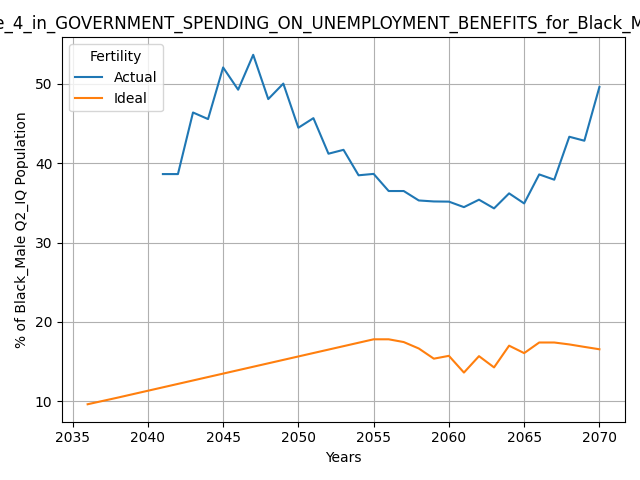 e_4_in_GOVERNMENT_SPENDING_ON_UNEMPLOYMENT_BENEFITS_for_Black_M
Fertility
Actual
Ideal
% of Black_Male Q2_IQ Population
50
40
30
20
10
2035 2040 2045 2050 2055 2060 2065 2070
Years